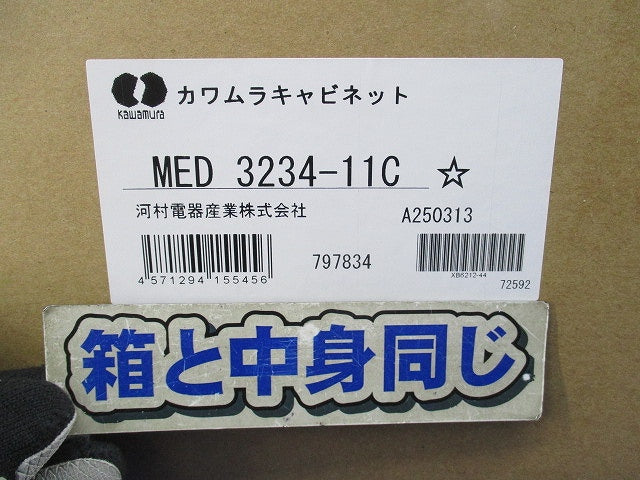 カワムラキャビネット
Kawamura
MED 3234-11C ☆
河村電器産業株式会社
A250313
4 571294 155456
797834
XB6212-44
72592
箱と中身同じ